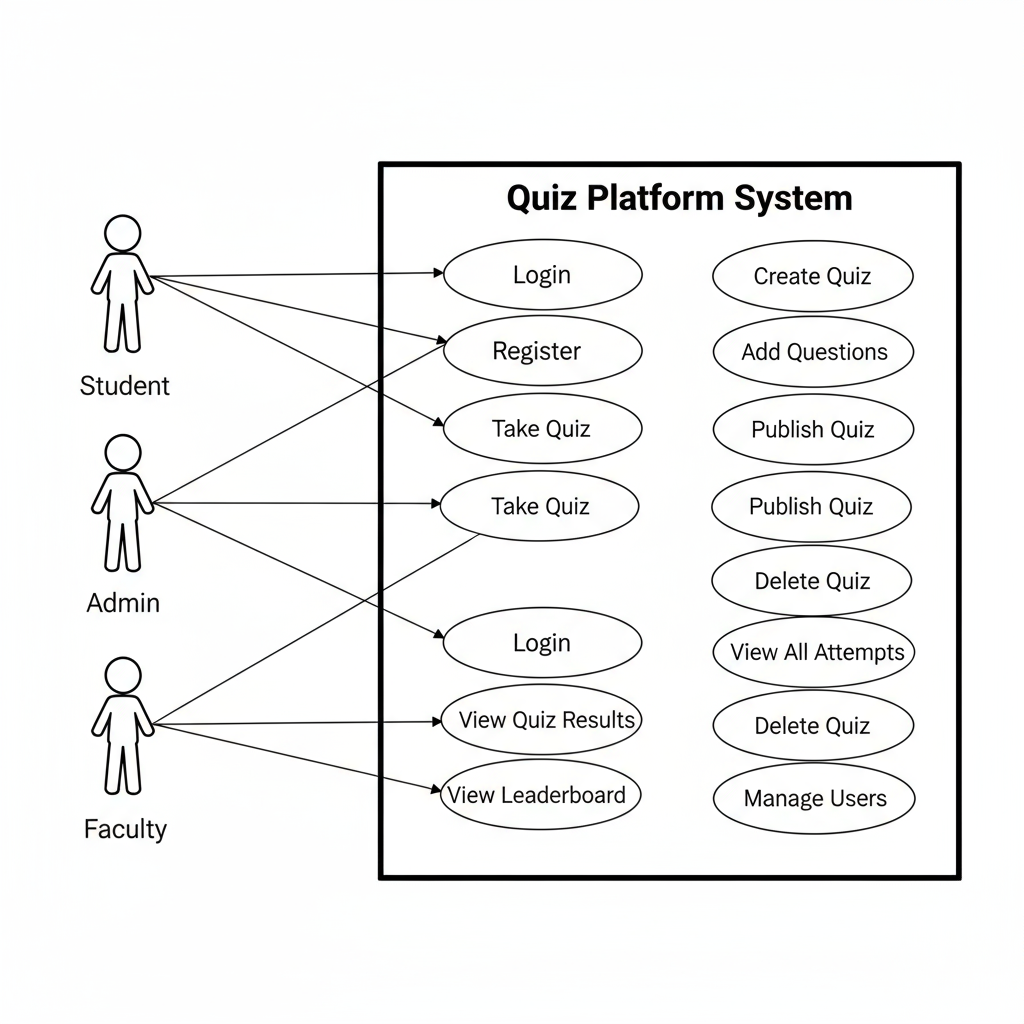 Quiz Platform System
Student
Admin
Faculty
Login
Register
Take Quiz
Take Quiz
Login
View Quiz Results
View Leaderboard
Create Quiz
Add Questions
Publish Quiz
Publish Quiz
Delete Quiz
View All Attempts
Delete Quiz
Manage Users